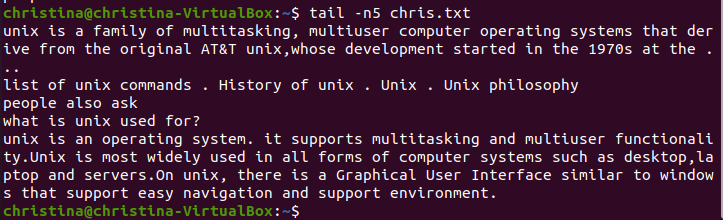 christina@christina-VirtualBox:~$ tail -n5 chris.txt
unix is a family of multitasking, multiuser computer operating systems that der
ive from the original AT&T unix,whose development started in the 1970s at the .
..
list of unix commands . History of unix . Unix . Unix philosophy
people also ask
what is unix used for?
unix is an operating system. it supports multitasking and multiuser functionali
ty.Unix is most widely used in all forms of computer systems such as desktop,la
ptop and servers.On unix, there is a Graphical User Interface similar to window
s that support easy navigation and support environment.
christina@christina-VirtualBox:~$